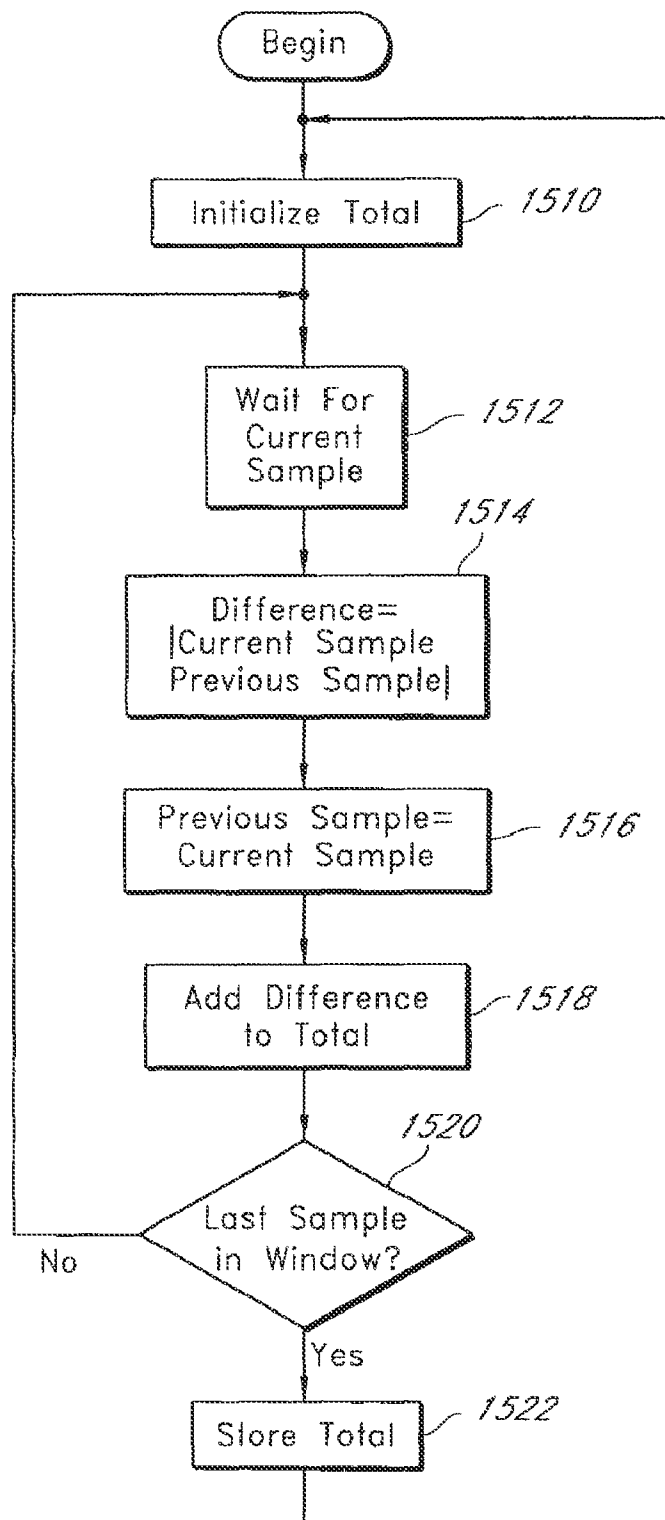 Begin
Initialize Total
1510
Wait For
Current
Sample
1512
1514
Difference=
|Current Sample
Previous Sample|
Previous Sample=
Current Sample
1516
Add Difference
to Total
1518
1520
Last Sample
in Window?
No
Yes
Store Total
1522